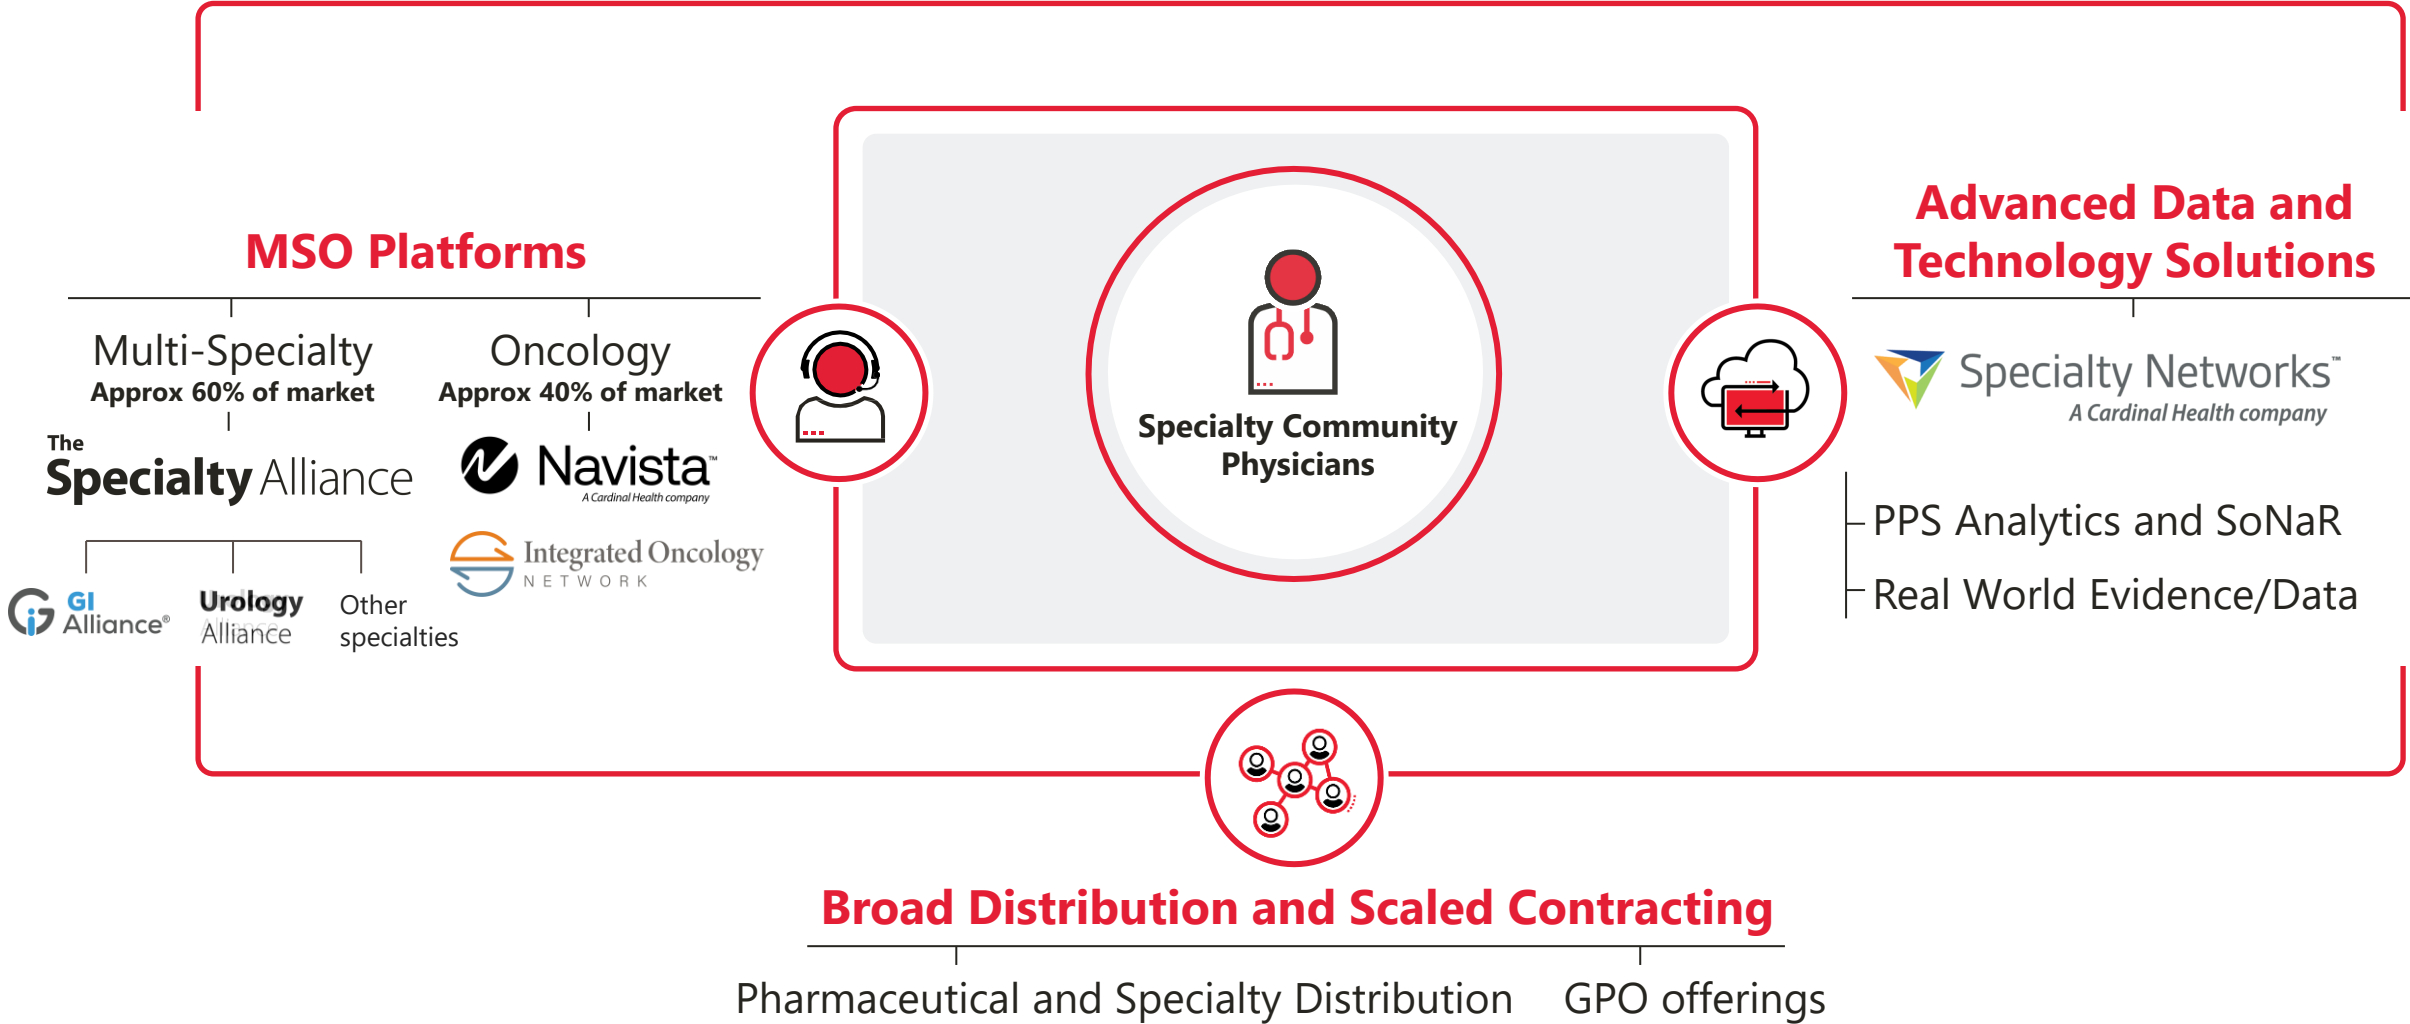 MSO Platforms
Multi-Specialty
Approx 60% of market
The
Specialty Alliance
GI
Alliance®
Urology
Alliance
Other
specialties
Oncology
Approx 40% of market
Navista™
A Cardinal Health company
Integrated Oncology
NETWORK
Specialty Community
Physicians
Advanced Data and
Technology Solutions
Specialty Networks™
A Cardinal Health company
PPS Analytics and SoNaR
Real World Evidence/Data
Broad Distribution and Scaled Contracting
Pharmaceutical and Specialty Distribution
GPO offerings